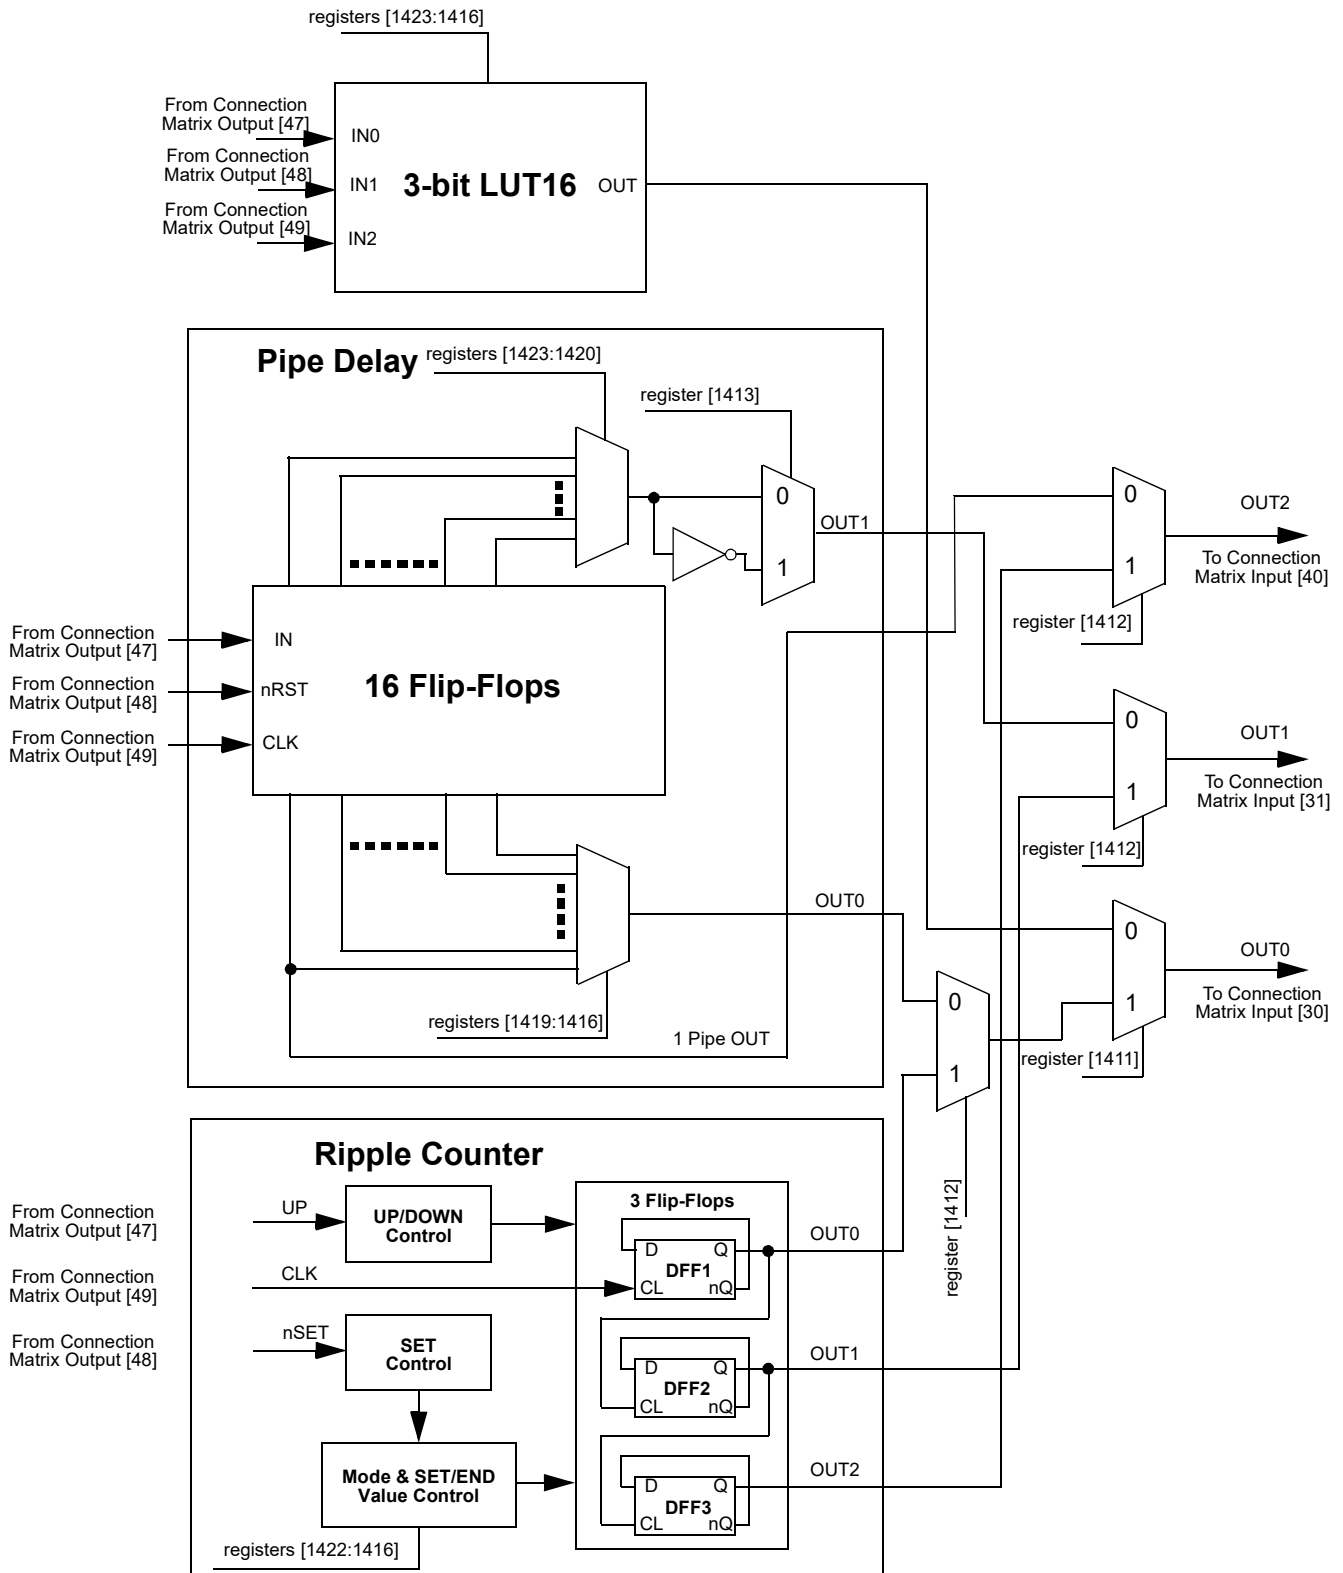 registers [1423:1416]
From Connection
Matrix Output [47]
From Connection
Matrix Output [48]
From Connection
Matrix Output [49]
IN0
IN1
IN2
3-bit LUT16
OUT
Pipe Delay
registers [1423:1420]
register [1413]
0
1
OUT1
From Connection
Matrix Output [47]
From Connection
Matrix Output [48]
From Connection
Matrix Output [49]
IN
nRST
CLK
16 Flip-Flops
OUT0
registers [1419:1416]
1 Pipe OUT
0
1
register [1412]
OUT2
To Connection
Matrix Input [40]
0
1
register [1412]
OUT1
To Connection
Matrix Input [31]
0
1
register [1411]
OUT0
To Connection
Matrix Input [30]
0
1
register [1412]
Ripple Counter
From Connection
Matrix Output [47]
From Connection
Matrix Output [49]
From Connection
Matrix Output [48]
UP
UP/DOWN
Control
CLK
nSET
SET
Control
Mode & SET/END
Value Control
registers [1422:1416]
3 Flip-Flops
D
Q
DFF1
CL
nQ
OUT0
D
Q
DFF2
CL
nQ
OUT1
D
Q
DFF3
CL
nQ
OUT2